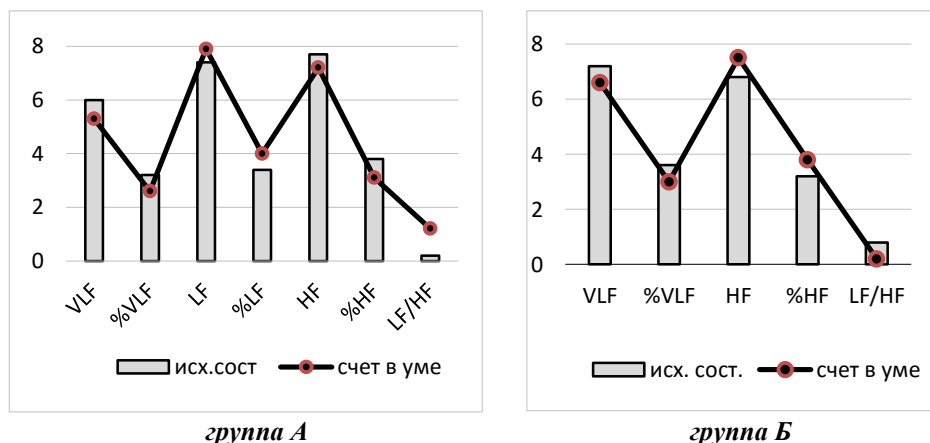 8
6
4
2
0
VLF
%VLF
LF
%LF
HF
%HF
LF/HF
исх.сост
счет в уме
группа А
8
6
4
2
0
VLF
%VLF
HF
%HF
LF/HF
исх. сост.
счет в уме
группа Б